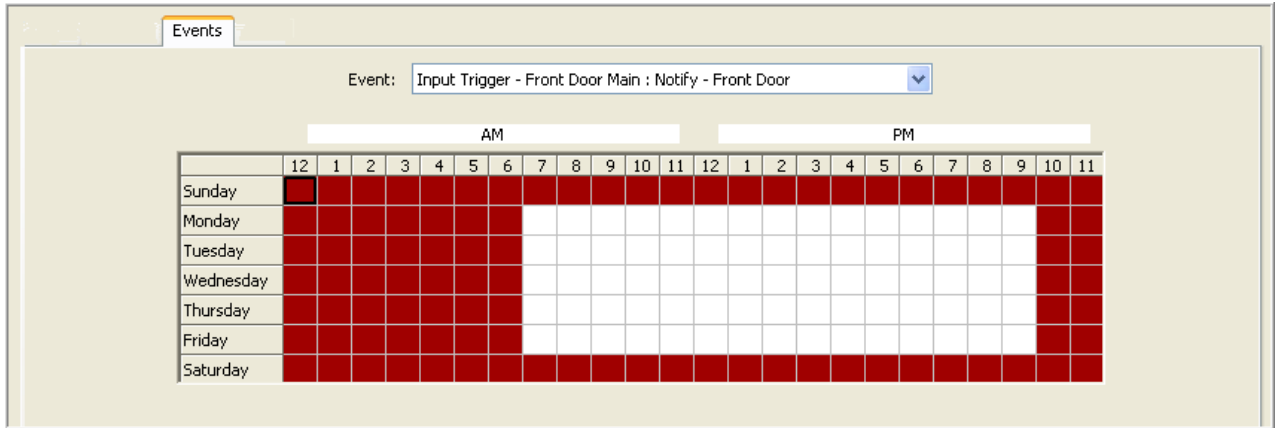 Events
Event: Input Trigger - Front Door Main : Notify - Front Door
AM PM
12 1 2 3 4 5 6 7 8 9 10 11 12 1 2 3 4 5 6 7 8 9 10 11
Sunday
Monday
Tuesday
Wednesday
Thursday
Friday
Saturday